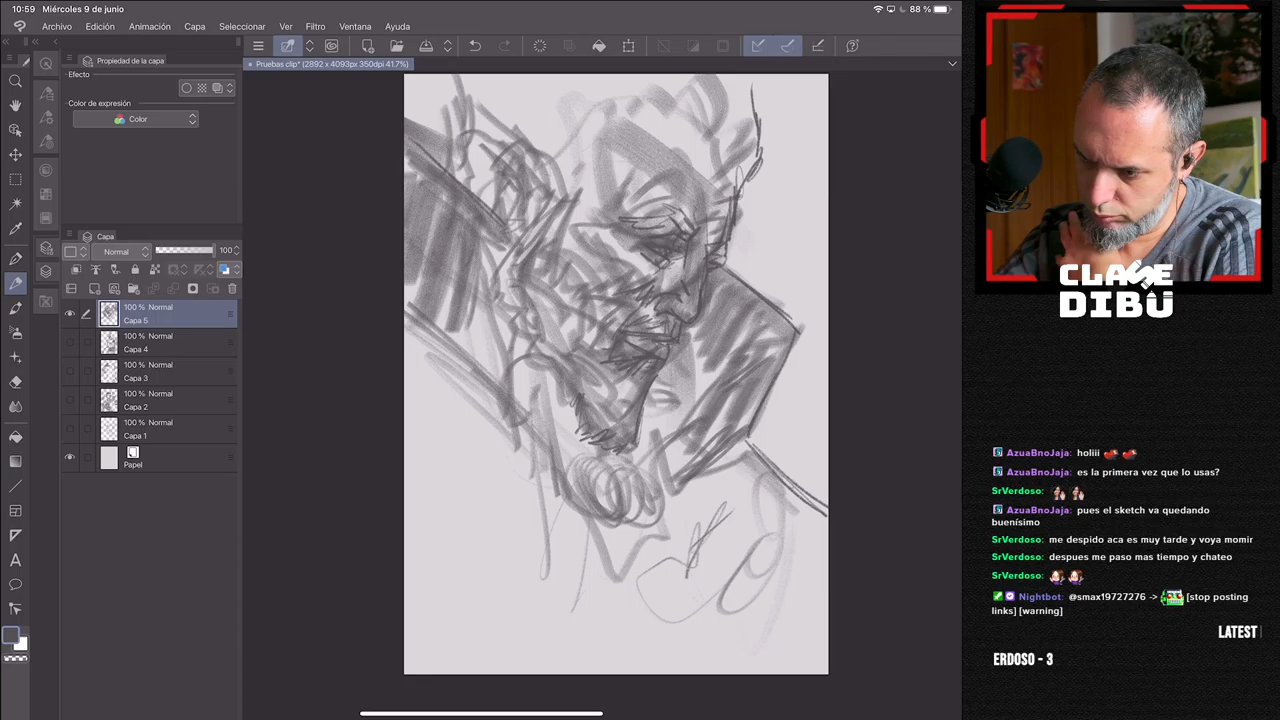 10:59 Miércoles 9 de junio
88 %
Archivo Edición Animación Capa Seleccionar Ver Filtro Ventana Ayuda
Propiedad de la capa
Pruebas clip* (2892 x 4093px 350dpi 41.7%)
Efecto
Color de expresión
Color
Capa
Normal 100
100 % Normal
Capa 5
100 % Normal
Capa 4
100 % Normal
Capa 3
100 % Normal
Capa 2
100 % Normal
Capa 1
Papel
A
CLASE
DIBU
AzuaBnoJaja: holiii
AzuaBnoJaja: es la primera vez que lo usas?
SrVerdoso:
AzuaBnoJaja: pues el sketch va quedando
buenísimo
SrVerdoso: me despido aca es muy tarde y voya momir
SrVerdoso: despues me paso mas tiempo y chateo
SrVerdoso:
Nightbot: @smax19727276 -> [stop posting
links] [warning]
LATEST
ERDOSO - 3